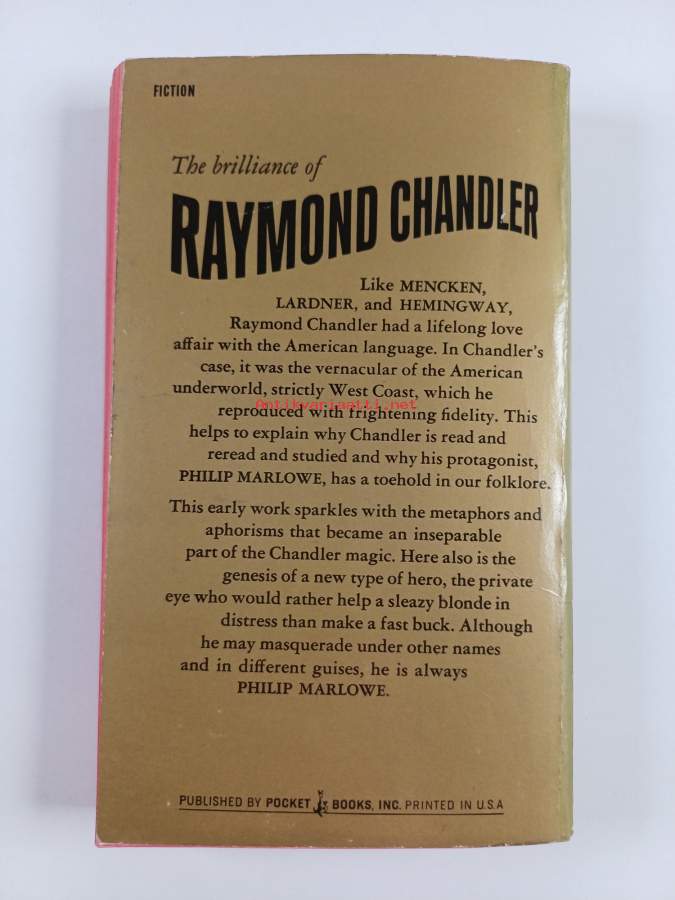 FICTION
The brilliance of
RAYMOND CHANDLER
Like MENCKEN,
LARDNER, and HEMINGWAY,
Raymond Chandler had a lifelong love
affair with the American language. In Chandler's
case, it was the vernacular of the American
underworld, strictly West Coast, which he
Antikvariaatti.net
reproduced with frightening fidelity. This
helps to explain why Chandler is read and
reread and studied and why his protagonist,
PHILIP MARLOWE, has a toehold in our folklore.
This early work sparkles with the metaphors and
aphorisms that became an inseparable
part of the Chandler magic. Here also is the
genesis of a new type of hero, the private
eye who would rather help a sleazy blonde in
distress than make a fast buck. Although
he may masquerade under other names
and in different guises, he is always
PHILIP MARLOWE.
PUBLISHED BY POCKET BOOKS, INC. PRINTED IN U.S.A